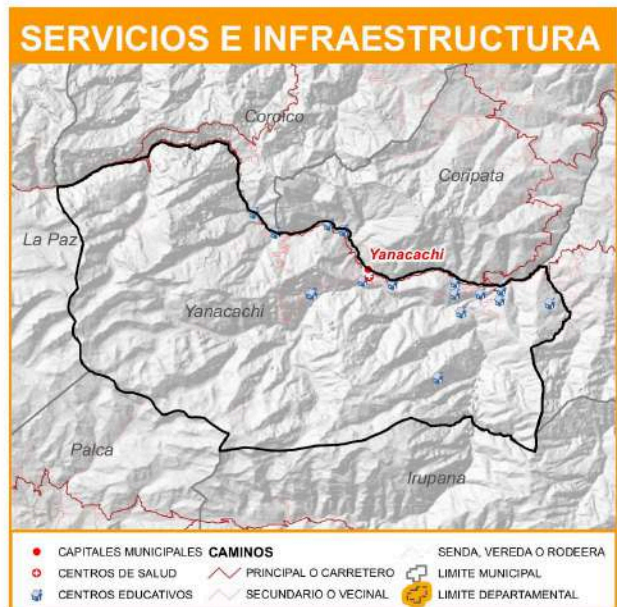 SERVICIOS E INFRAESTRUCTURA
Coroico
Coripata
La Paz
Yanacachi
Yanacachi
Palca
Irupana
CAPITALES MUNICIPALES
CENTROS DE SALUD
CENTROS EDUCATIVOS
CAMINOS
PRINCIPAL O CARRETERO
SECUNDARIO O VECINAL
SENDA, VEREDA O RODEERA
LIMITE MUNICIPAL
LIMITE DEPARTAMENTAL